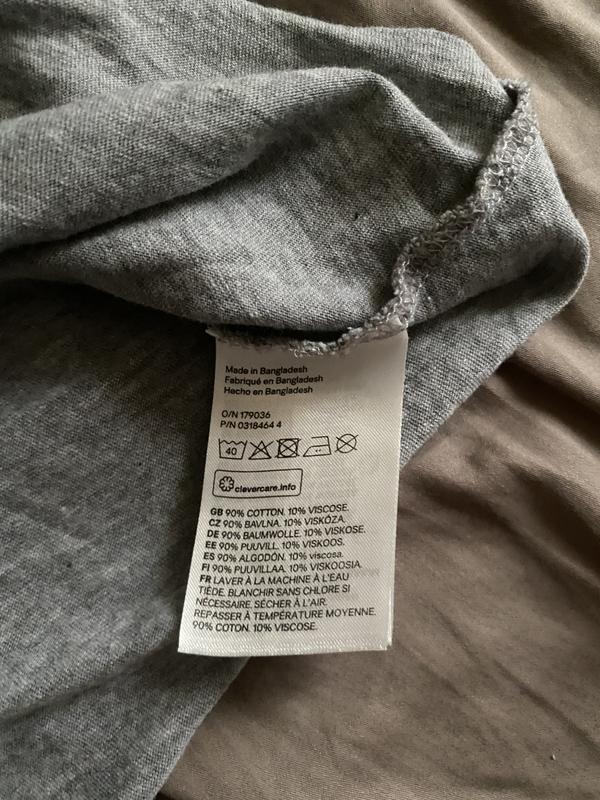 Made in Bangladesh
Fabriqué en Bangladesh
Hecho en Bangladesh
O/N 179036
P/N 0318464 4
40
clevercare.info
GB 90% COTTON. 10% VISCOSE.
CZ 90% BAVLNA. 10% VISKÓZA.
DE 90% BAUMWOLLE. 10% VISKOSE.
EE 90% PUUVILL. 10% VISKOOS.
ES 90% ALGODÓN. 10% viscosa.
FI 90% PUUVILLAA. 10% VISKOOSIA.
FR LAVER À LA MACHINE À L'EAU
TIÈDE. BLANCHIR SANS CHLORE SI
NÉCESSAIRE. SÉCHER À L'AIR.
REPASSER À TEMPÉRATURE MOYENNE.
90% COTON. 10% VISCOSE.